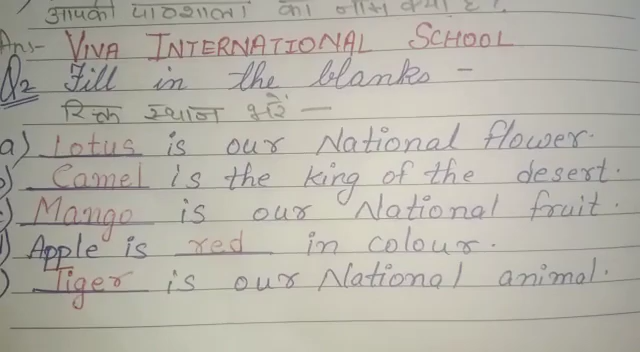 आपकी पाठशाला का नाम क्या है?
Ans- VIVA INTERNATIONAL SCHOOL
Q2 Fill in the blanks -
रिक्त स्थान भरें -
a) Lotus is our National flower.
b) Camel is the king of the desert.
c) Mango is our National fruit.
d) Apple is red in colour.
) Tiger is our National animal.